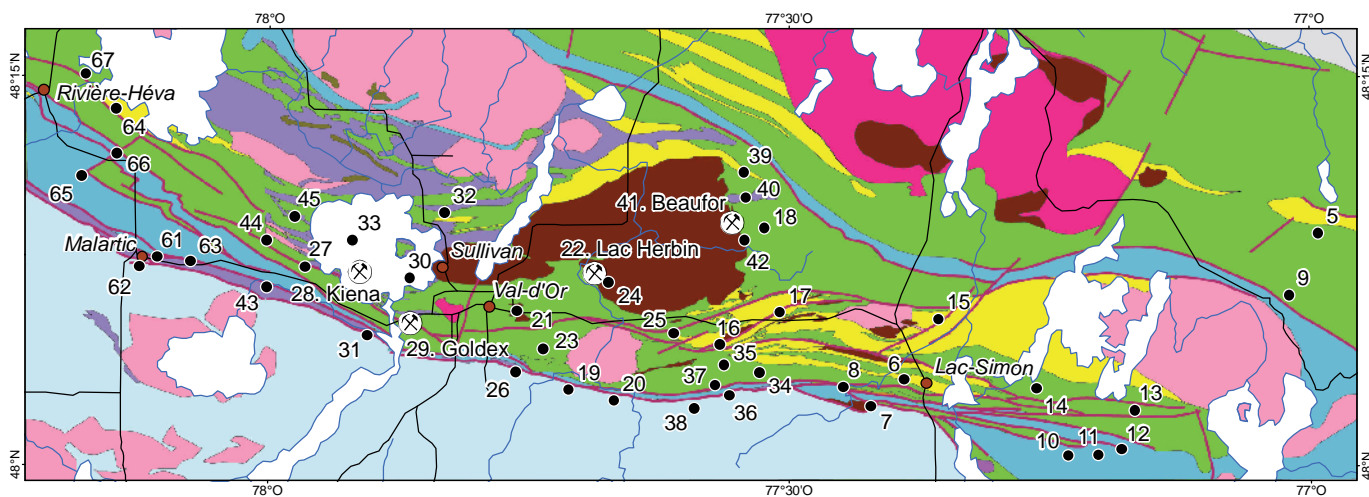 78°O
77°30'O
77°O
48°15'N
48°15'N
67
Rivière-Héva
64
66
65
39
40
41. Beaufor
18
42
5
9
45
44
32
33
27
Malartic
61
63
62
43
28. Kiena
30
Sullivan
22. Lac Herbin
24
Val-d'Or
21
29. Goldex
31
23
26
19
20
25
17
16
35
37
34
36
38
15
8
6
Lac-Simon
7
14
13
10
11
12
48°N
48°N
78°O
77°30'O
77°O